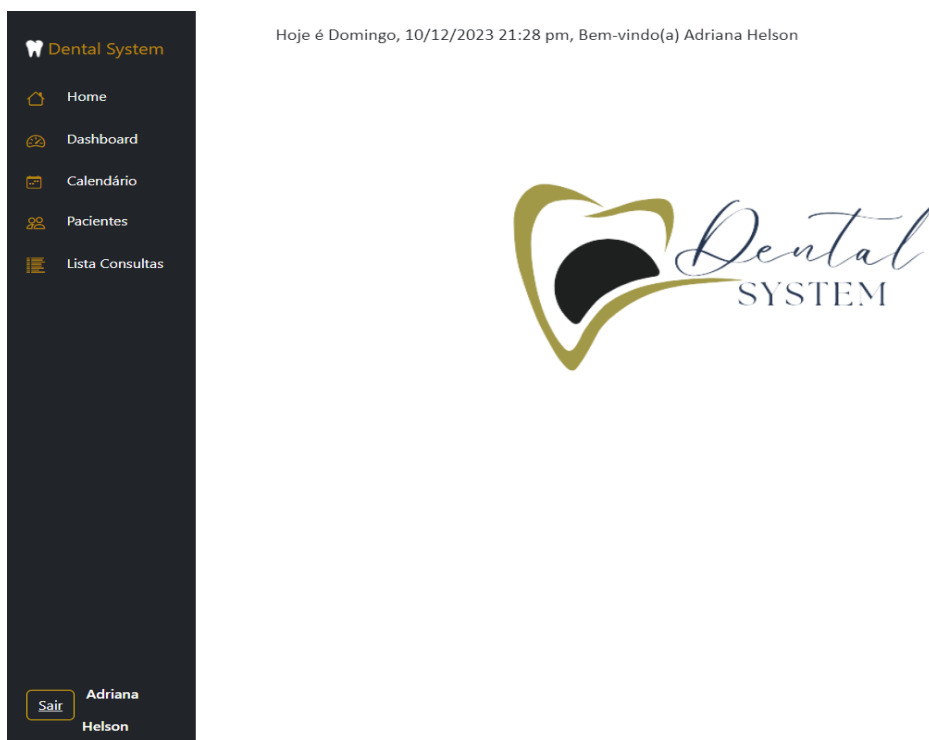 Dental System
Hoje é Domingo, 10/12/2023 21:28 pm, Bem-vindo(a) Adriana Helson
Home
Dashboard
Calendário
Pacientes
Lista Consultas
Dental
SYSTEM
Sair
Adriana
Helson